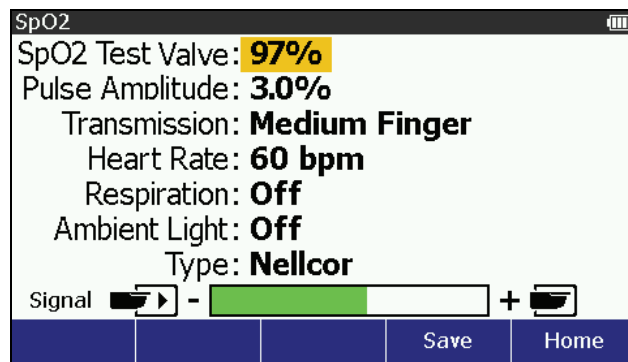 SpO2
SpO2 Test Valve: 97%
Pulse Amplitude: 3.0%
Transmission: Medium Finger
Heart Rate: 60 bpm
Respiration: Off
Ambient Light: Off
Type: Nellcor
Signal - +
Save Home